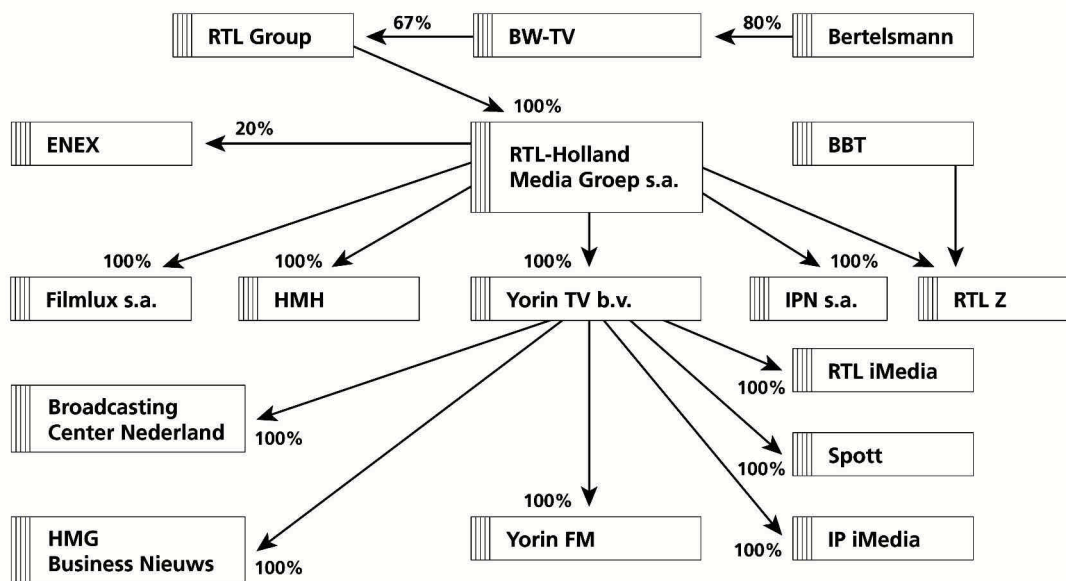 RTL Group
67%
BW-TV
80%
Bertelsmann
100%
ENEX
20%
RTL-Holland
Media Groep s.a.
BBT
100%
Filmlux s.a.
100%
HMH
100%
Yorin TV b.v.
100%
IPN s.a.
RTL Z
RTL iMedia
100%
Broadcasting
Center Nederland
100%
Spott
100%
HMG
Business Nieuws
100%
100%
Yorin FM
IP iMedia
100%